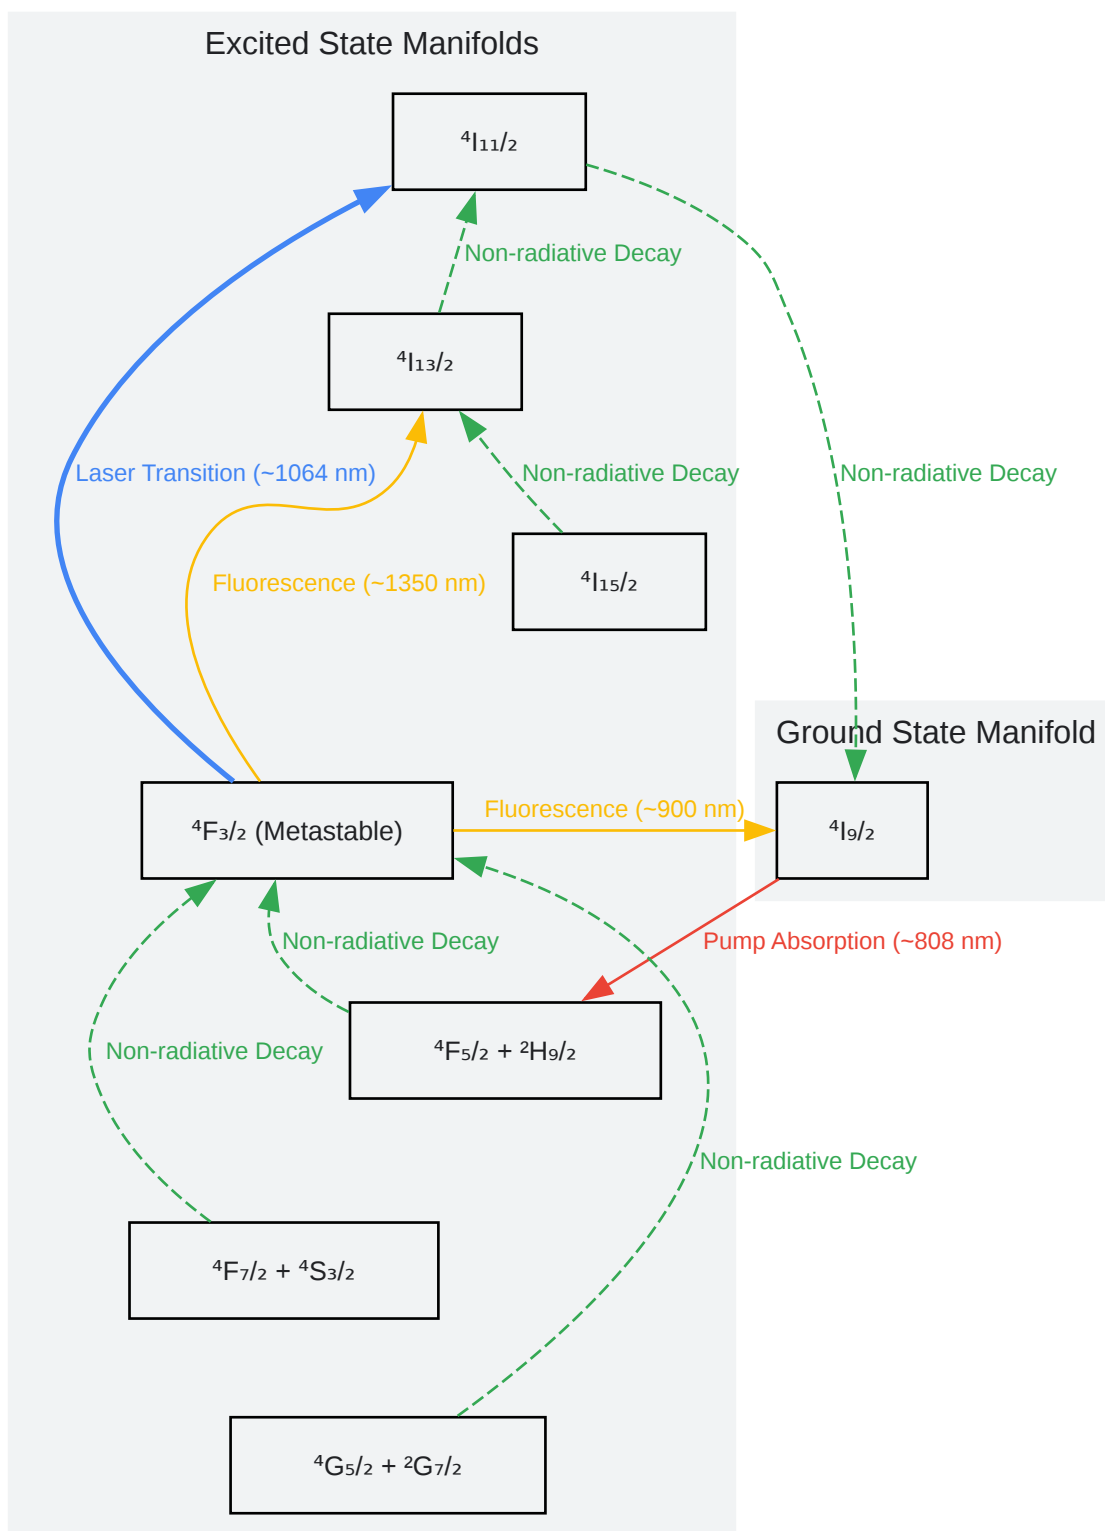 Excited State Manifolds
⁴I₁₁/₂
Non-radiative Decay
⁴I₁₃/₂
Laser Transition (~1064 nm)
Non-radiative Decay
Non-radiative Decay
Fluorescence (~1350 nm)
⁴I₁₅/₂
Ground State Manifold
Fluorescence (~900 nm)
⁴F₃/₂ (Metastable)
⁴I₉/₂
Non-radiative Decay
Pump Absorption (~808 nm)
Non-radiative Decay
⁴F₅/₂ + ²H₉/₂
Non-radiative Decay
⁴F₇/₂ + ⁴S₃/₂
⁴G₅/₂ + ²G₇/₂